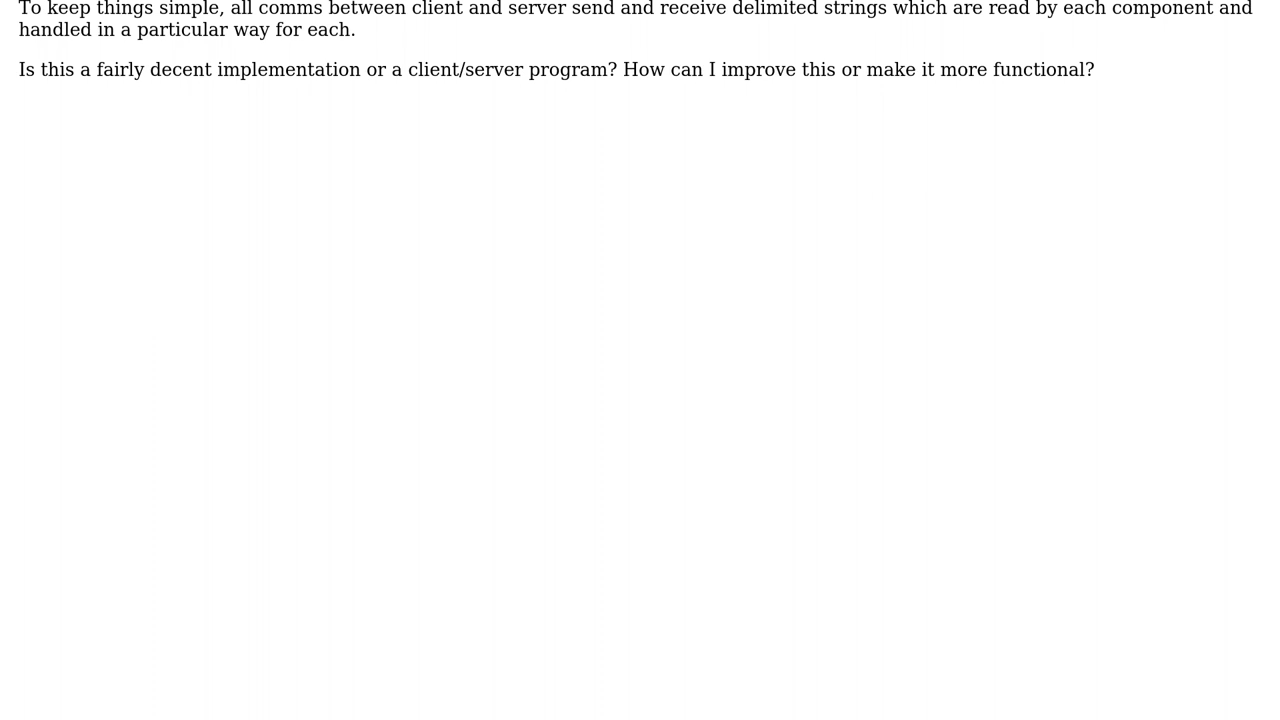 To keep things simple, all comms between client and server send and receive delimited strings which are read by each component and
handled in a particular way for each.
Is this a fairly decent implementation or a client/server program? How can I improve this or make it more functional?